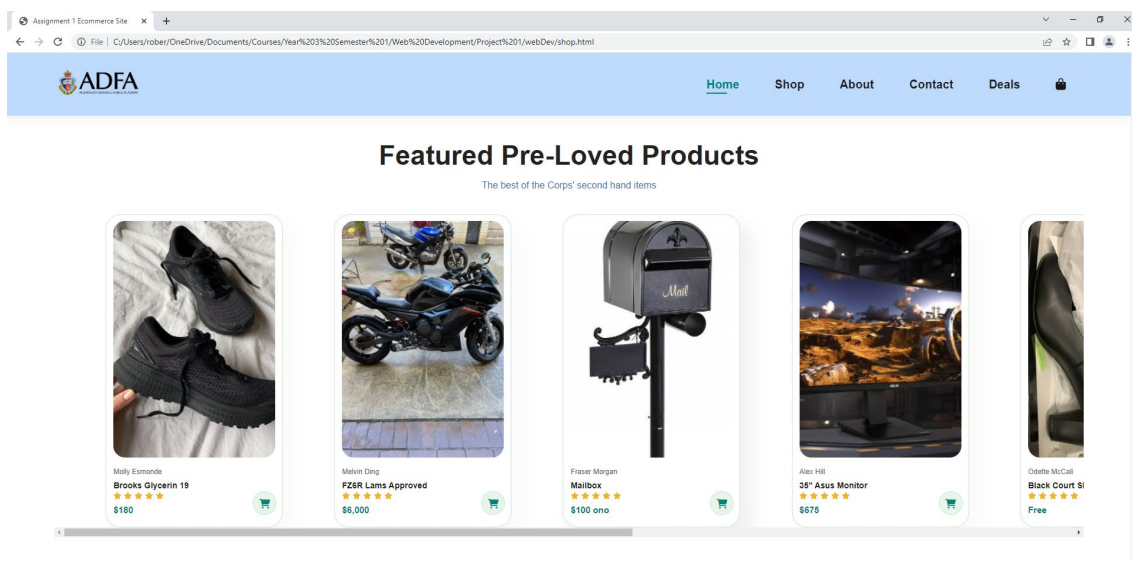 Assignment 1 Ecommerce Site
File
C:/Users/rober/OneDrive/Documents/Courses/Year%203%20Semester%201/Web%20Development/Project%201/webDev/shop.html
ADFA
Home
Shop
About
Contact
Deals
Featured Pre-Loved Products
The best of the Corps' second hand items
Mail
Molly Esmonde
Brooks Glycerin 19
$180
Melvin Ding
FZ6R Lams Approved
$6,000
Fraser Morgan
Mailbox
$100 ono
Alex Hill
35" Asus Monitor
$675
Odette McCall
Black Court
Free